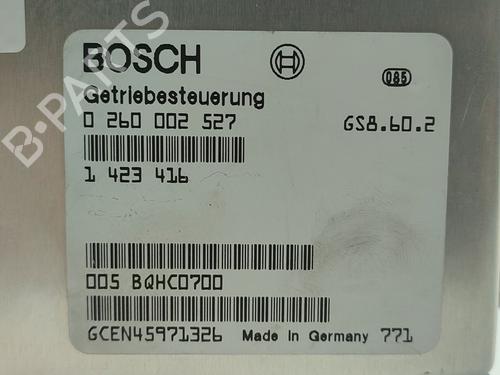 BOSCH
085
Getriebesteuerung
0 260 002 527
GS8.60.2
1 423 416
005 BQHC0700
GCEN45971326 Made In Germany 771
B-PARTS